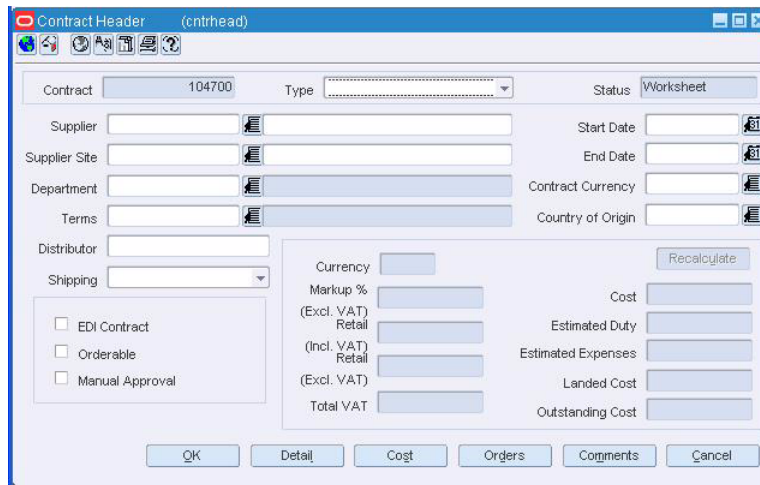 Contract Header (cntrhead)
Contract 104700 Type Status Worksheet
Supplier Start Date 31
Supplier Site End Date 31
Department Contract Currency
Terms Country of Origin
Distributor
Shipping
Currency Recalculate
Markup %
(Excl. VAT) Cost
Retail Estimated Duty
(Incl. VAT)
Retail Estimated Expenses
(Excl. VAT) Landed Cost
Total VAT Outstanding Cost
EDI Contract
Orderable
Manual Approval
OK Detail Cost Orders Comments Cancel